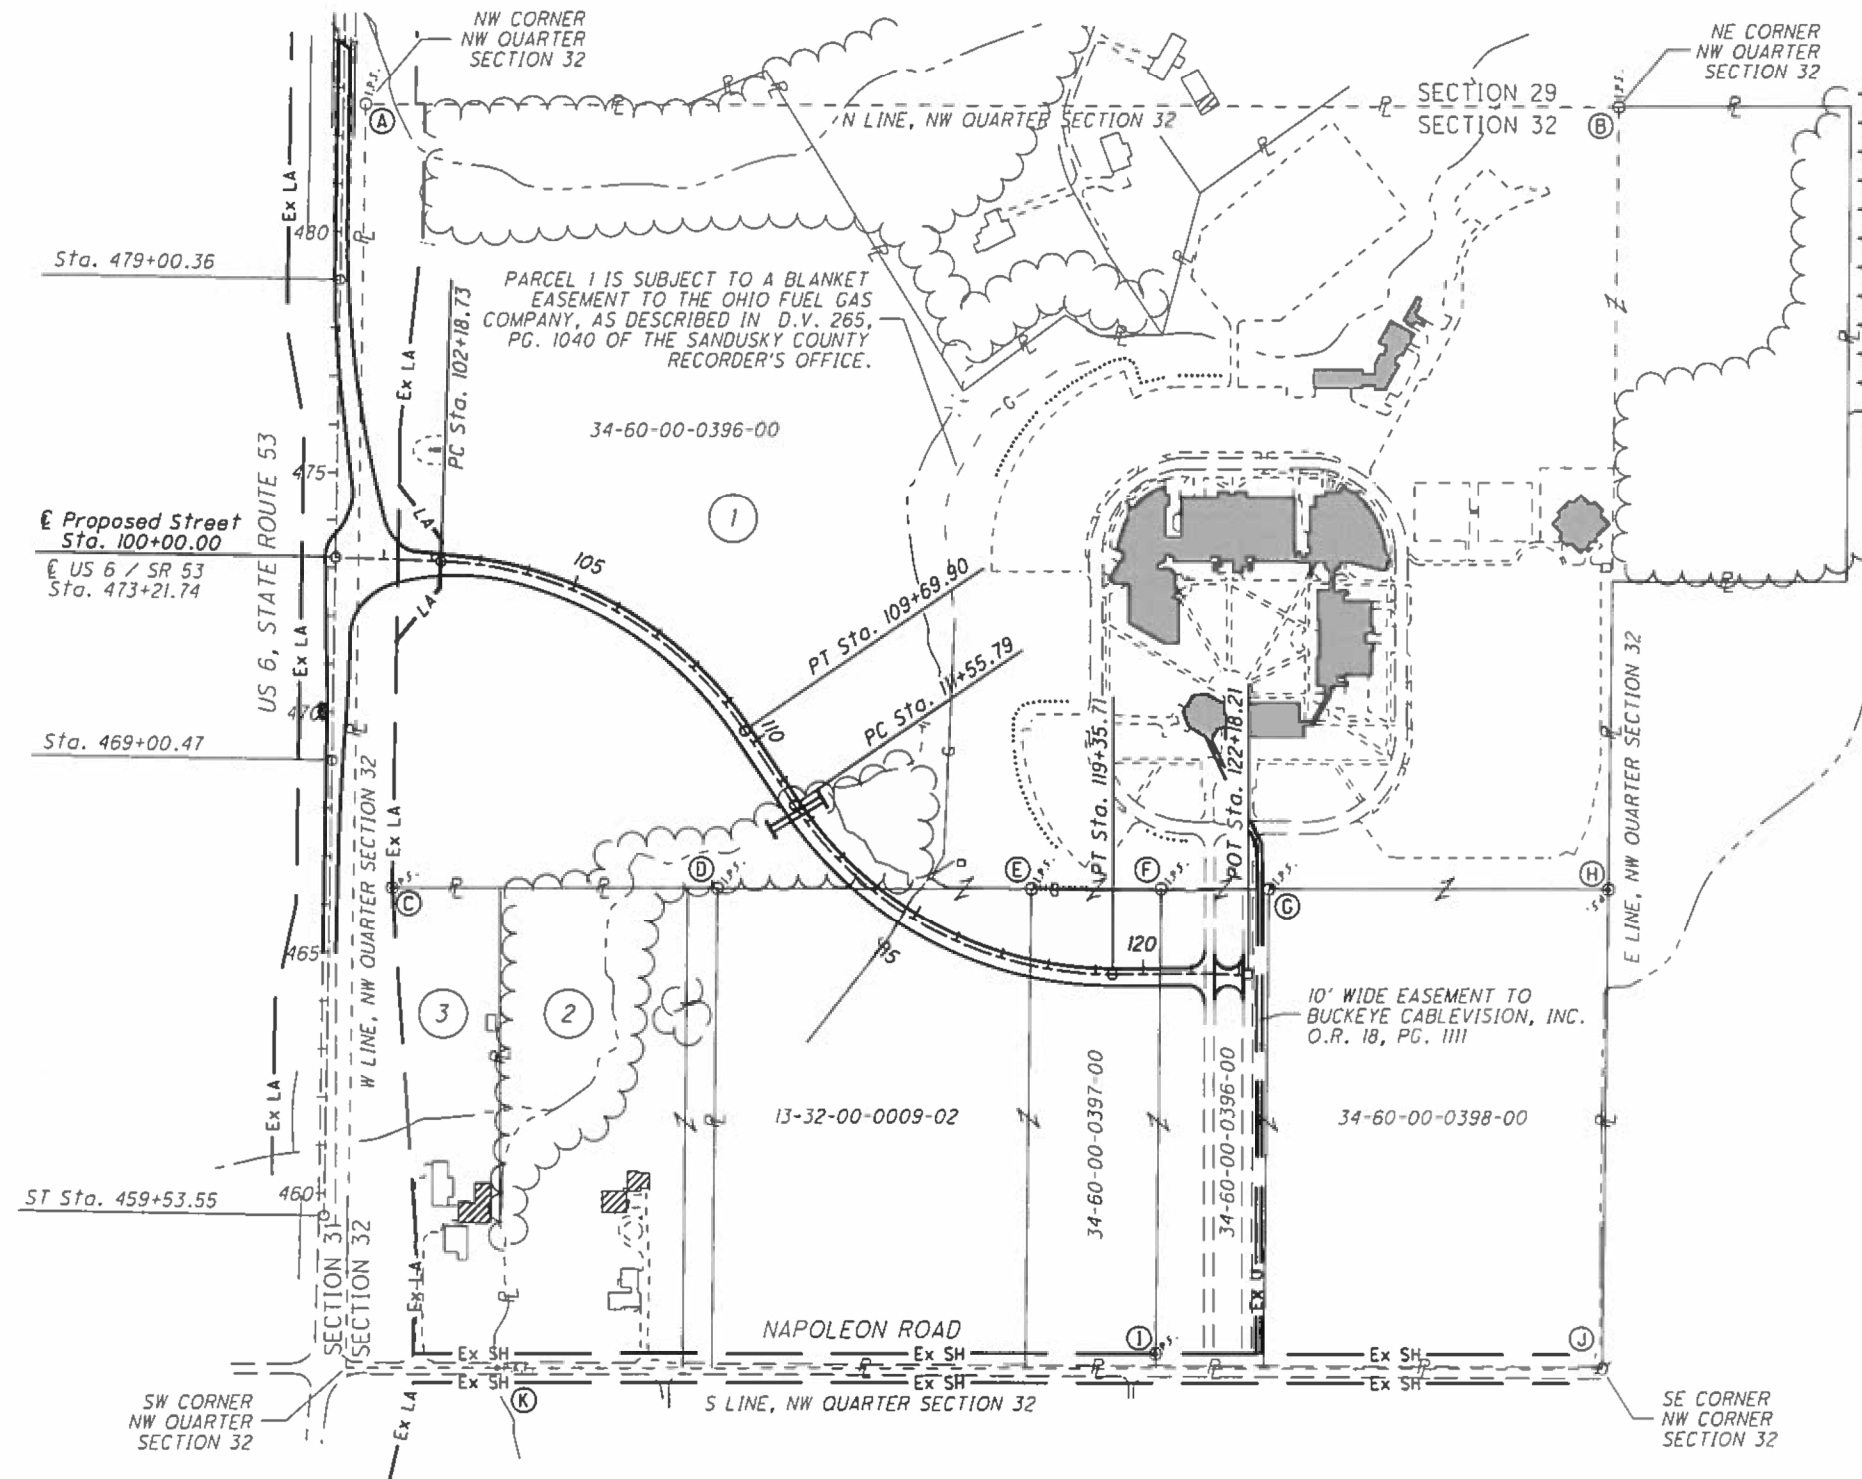 NW CORNER
NW QUARTER
SECTION 32
I.P.S.
A
NE CORNER
NW QUARTER
SECTION 32
I.P.S.
B
SECTION 29
SECTION 32
N LINE, NW QUARTER SECTION 32
Ex LA
480
Sta. 479+00.36
PARCEL 1 IS SUBJECT TO A BLANKET
EASEMENT TO THE OHIO FUEL GAS
COMPANY, AS DESCRIBED IN D.V. 265,
PG. 1040 OF THE SANDUSKY COUNTY
RECORDER'S OFFICE.
Ex LA
PC Sta. 102+18.73
G
34-60-00-0396-00
475
US 6, STATE ROUTE 53
1
℄ Proposed Street
Sta. 100+00.00
℄ US 6 / SR 53
Sta. 473+21.74
LA
LA
105
Ex LA
PT Sta. 109+69.90
PC Sta. 111+55.79
110
470
Sta. 469+00.47
PT Sta. 119+35.71
POT Sta. 122+18.21
G
E LINE, NW QUARTER SECTION 32
W LINE, NW QUARTER SECTION 32
Ex LA
C
D
I.P.S.
E
I.P.S.
F
I.P.S.
G
I.P.S.
H
465
115
120
3
2
10' WIDE EASEMENT TO
BUCKEYE CABLEVISION, INC.
O.R. 18, PG. 1111
Ex LA
13-32-00-0009-02
34-60-00-0397-00
34-60-00-0396-00
34-60-00-0398-00
ST Sta. 459+53.55
460
SECTION 31
SECTION 32
Ex LA
Ex U
NAPOLEON ROAD
I
I.P.S.
J
Ex SH
Ex SH
Ex SH
Ex SH
Ex SH
Ex SH
K
S LINE, NW QUARTER SECTION 32
SW CORNER
NW QUARTER
SECTION 32
Ex LA
SE CORNER
NW CORNER
SECTION 32